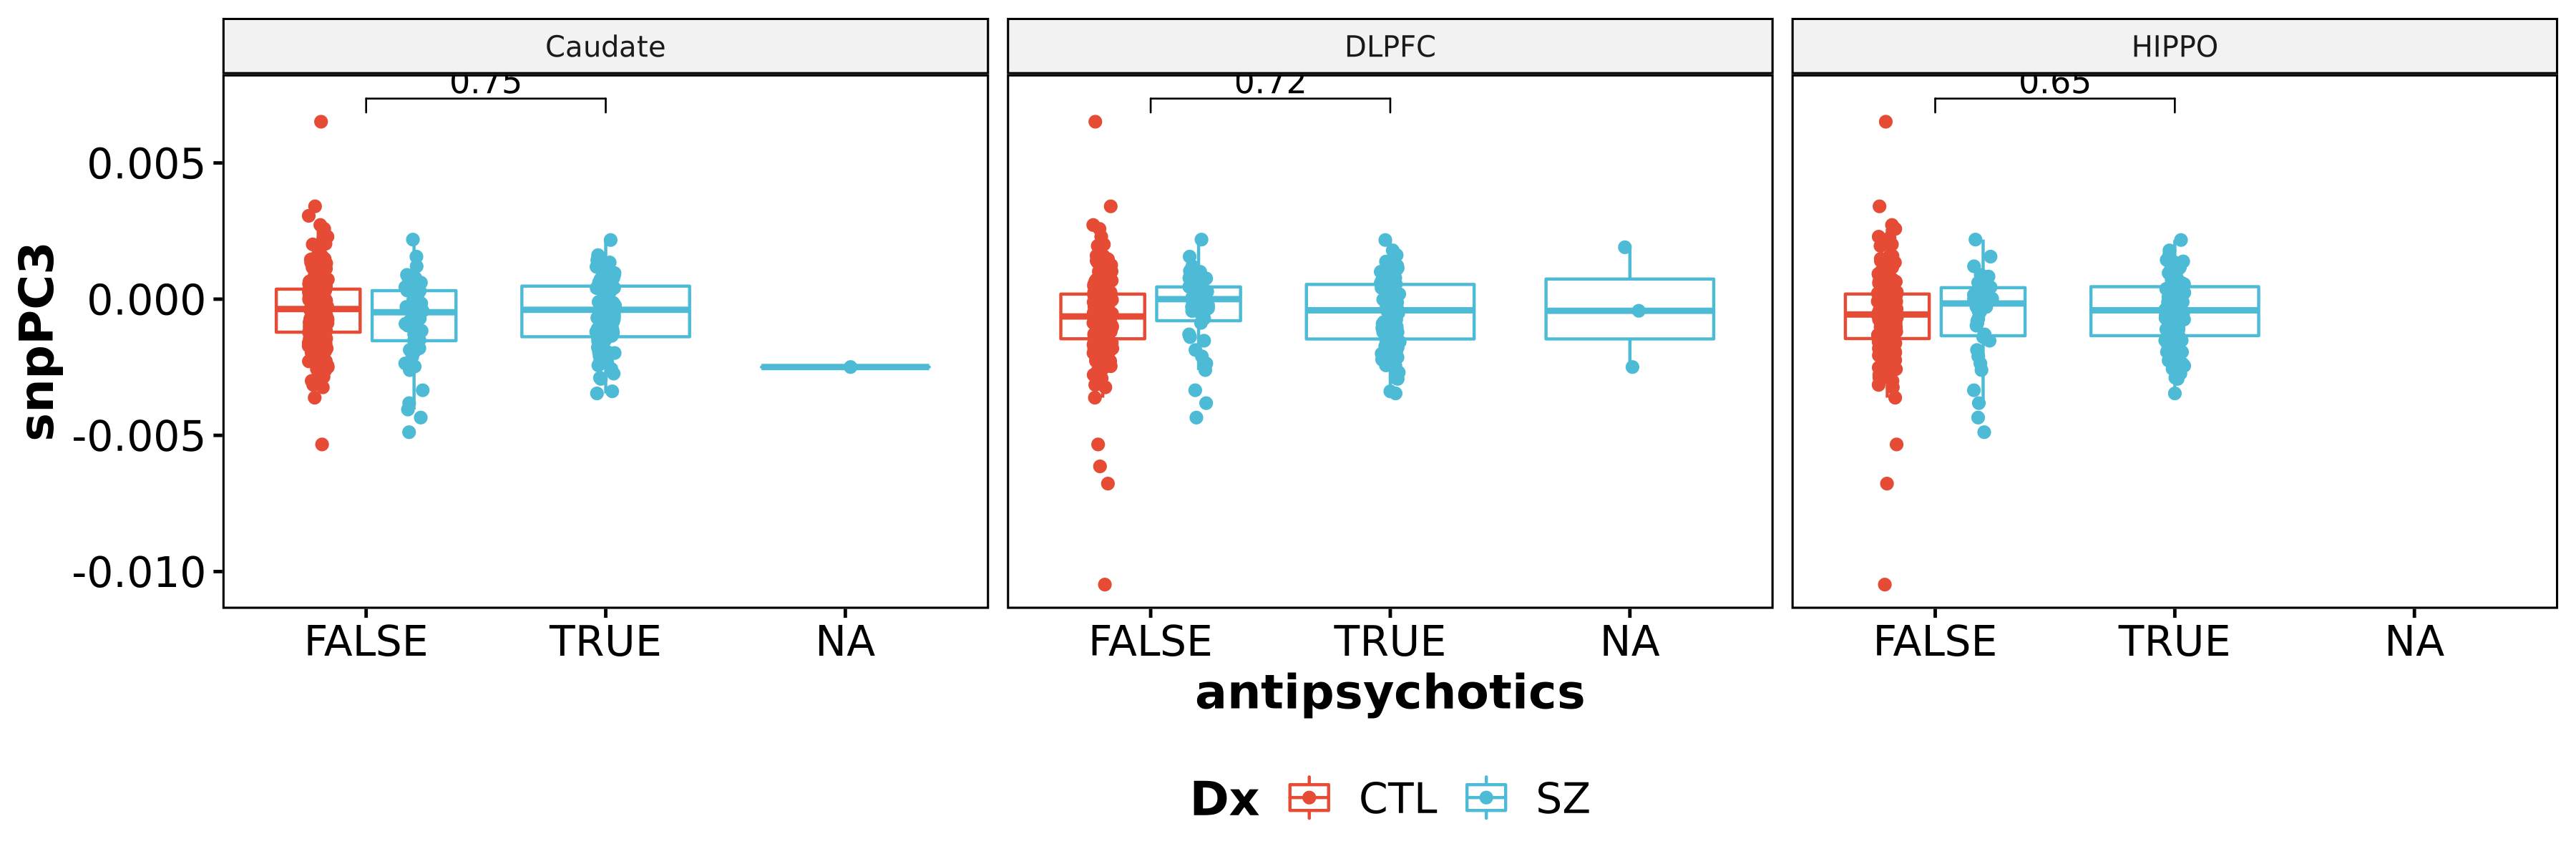 Caudate DLPFC HIPPO
0.75 0.72 0.65
0.005
0.000
-0.005
-0.010
snpPC3
FALSE TRUE NA FALSE TRUE NA FALSE TRUE NA
antipsychotics
Dx CTL SZ